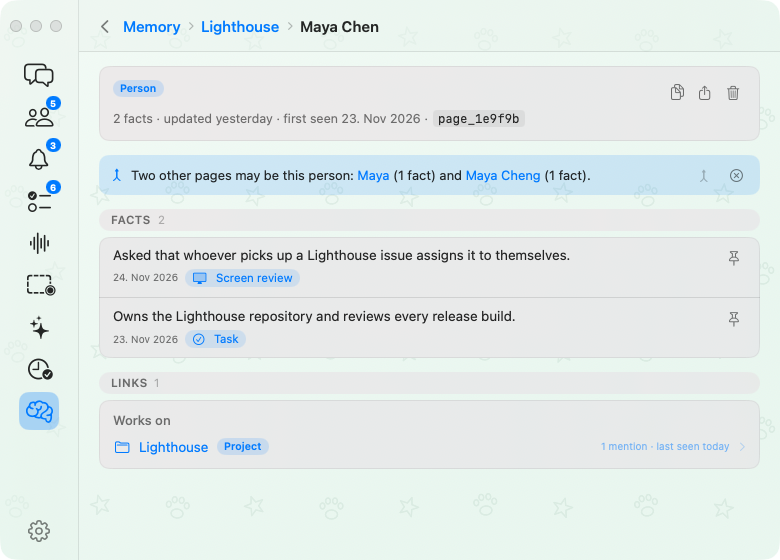 Memory › Lighthouse › Maya Chen
5
3
6
Person
2 facts · updated yesterday · first seen 23. Nov 2026 · page_1e9f9b
Two other pages may be this person: Maya (1 fact) and Maya Cheng (1 fact).
FACTS 2
Asked that whoever picks up a Lighthouse issue assigns it to themselves.
24. Nov 2026 Screen review
Owns the Lighthouse repository and reviews every release build.
23. Nov 2026 Task
LINKS 1
Works on
Lighthouse Project 1 mention · last seen today